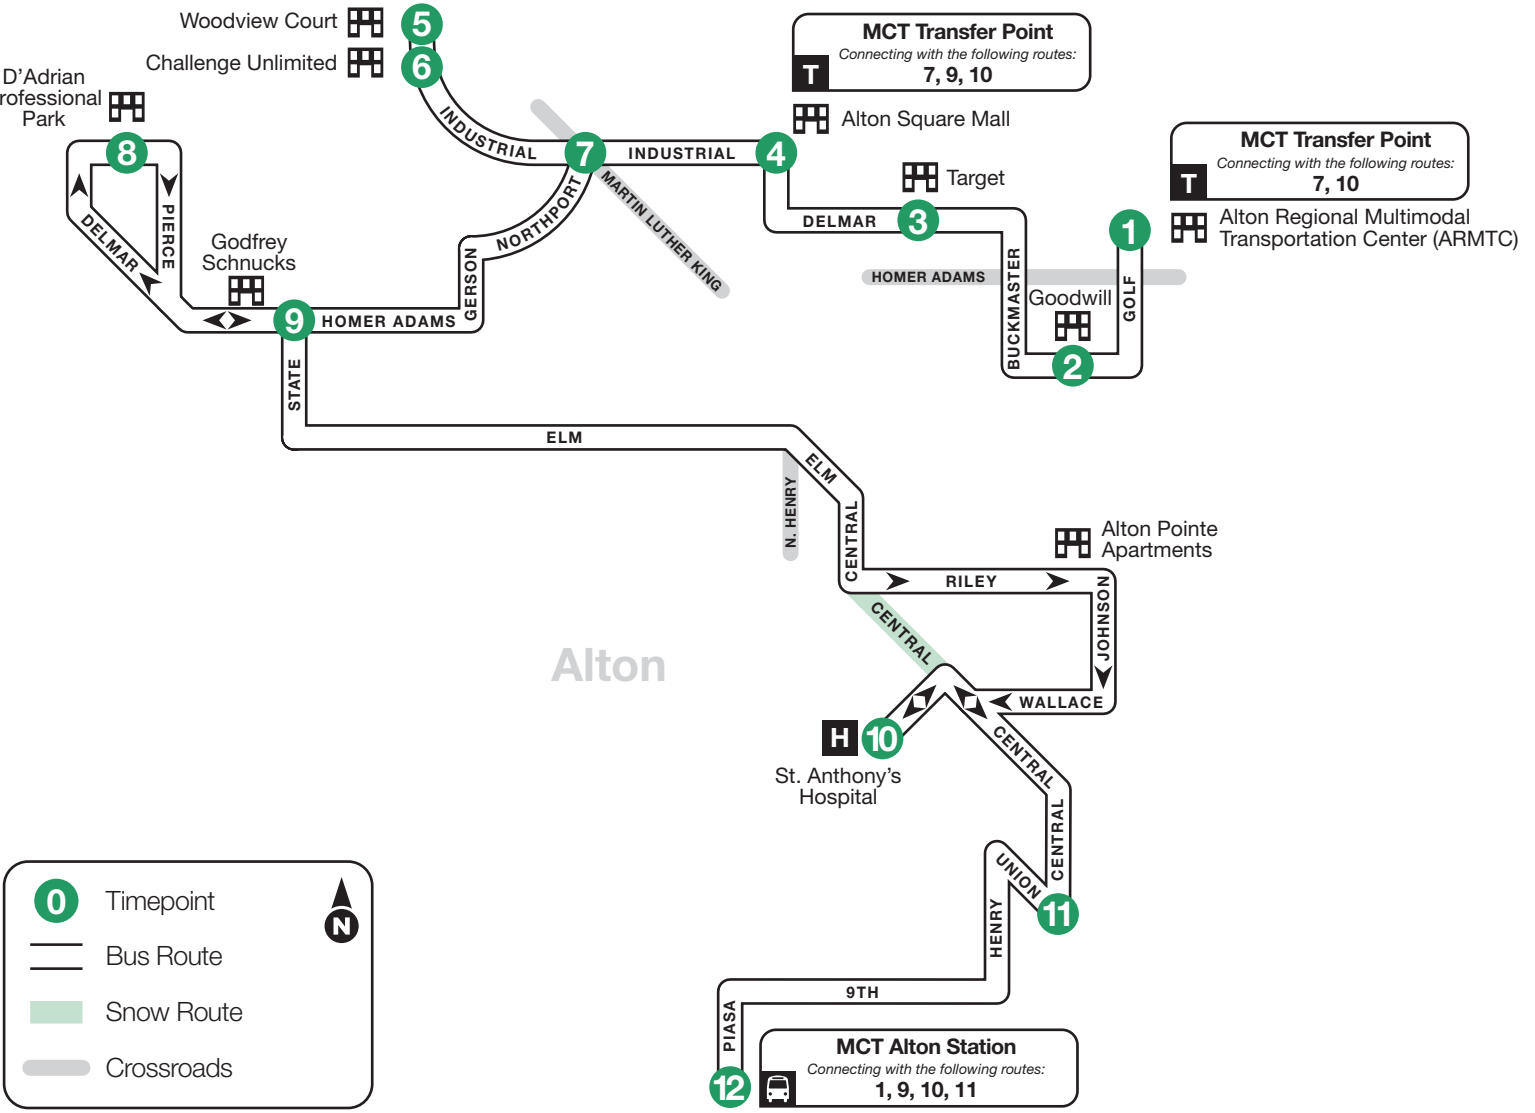 Woodview Court
5
Challenge Unlimited
6
D'Adrian
rofessional
Park
8
MCT Transfer Point
Connecting with the following routes:
T
7, 9, 10
Alton Square Mall
4
MCT Transfer Point
Connecting with the following routes:
T
7, 10
Alton Regional Multimodal
Transportation Center (ARMTC)
1
INDUSTRIAL
7
INDUSTRIAL
Target
3
DELMAR
NORTHPORT
MARTIN LUTHER KING
PIERCE
DELMAR
Godfrey
Schnucks
GERSON
HOMER ADAMS
BUCKMASTER
Goodwill
GOLF
2
9
HOMER ADAMS
STATE
ELM
ELM
N. HENRY
CENTRAL
Alton Pointe
Apartments
RILEY
JOHNSON
CENTRAL
WALLACE
Alton
H
10
St. Anthony's
Hospital
CENTRAL
CENTRAL
UNION
11
HENRY
9TH
PIASA
12
MCT Alton Station
Connecting with the following routes:
1, 9, 10, 11
0
Timepoint
N
Bus Route
Snow Route
Crossroads